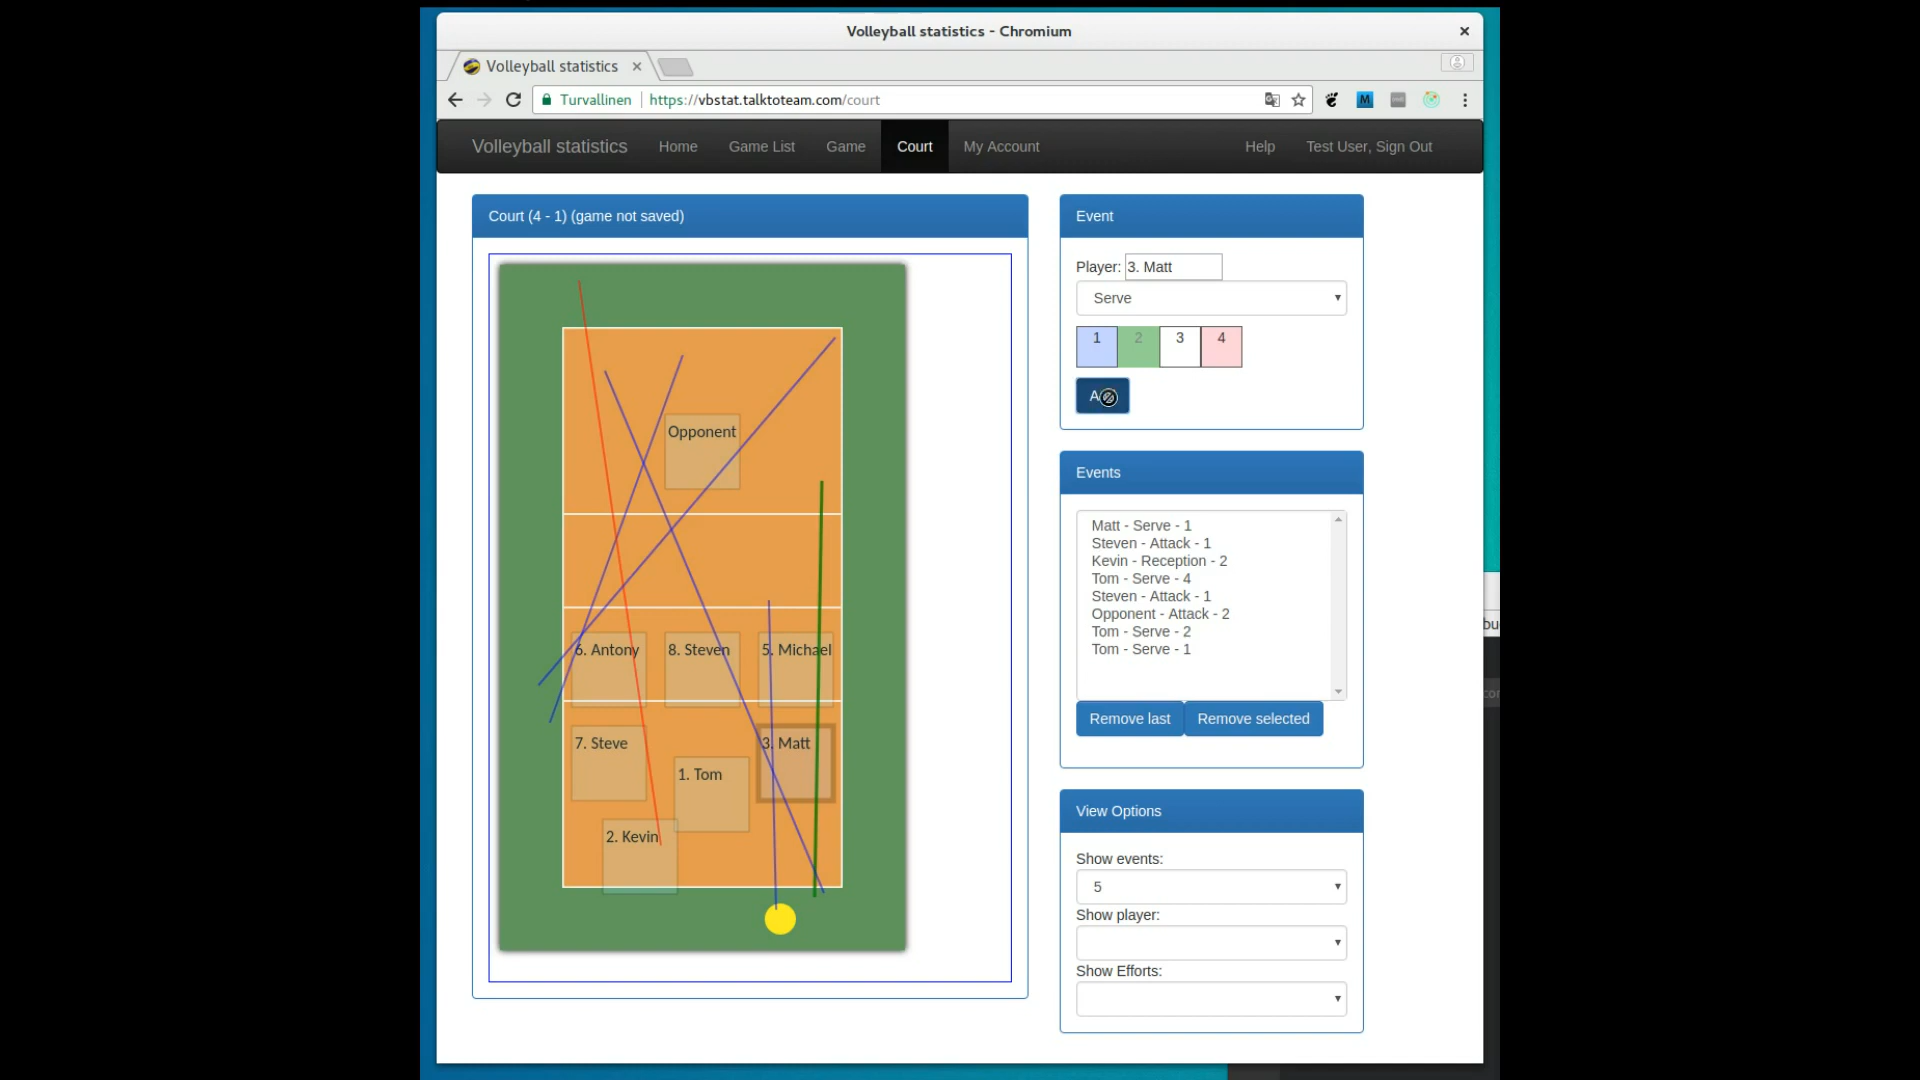 Volleyball statistics - Chromium
Volleyball statistics
Turvallinen https://vbstat.talktoteam.com/court
M
Volleyball statistics Home Game List Game Court My Account Help Test User, Sign Out
Court (4 - 1) (game not saved)
Opponent
6. Antony 8. Steven 5. Michael
7. Steve 3. Matt
1. Tom
2. Kevin
Event
Player: 3. Matt
Serve
1 2 3 4
Events
Matt - Serve - 1
Steven - Attack - 1
Kevin - Reception - 2
Tom - Serve - 4
Steven - Attack - 1
Opponent - Attack - 2
Tom - Serve - 2
Tom - Serve - 1
Remove last Remove selected
View Options
Show events:
5
Show player:
Show Efforts: